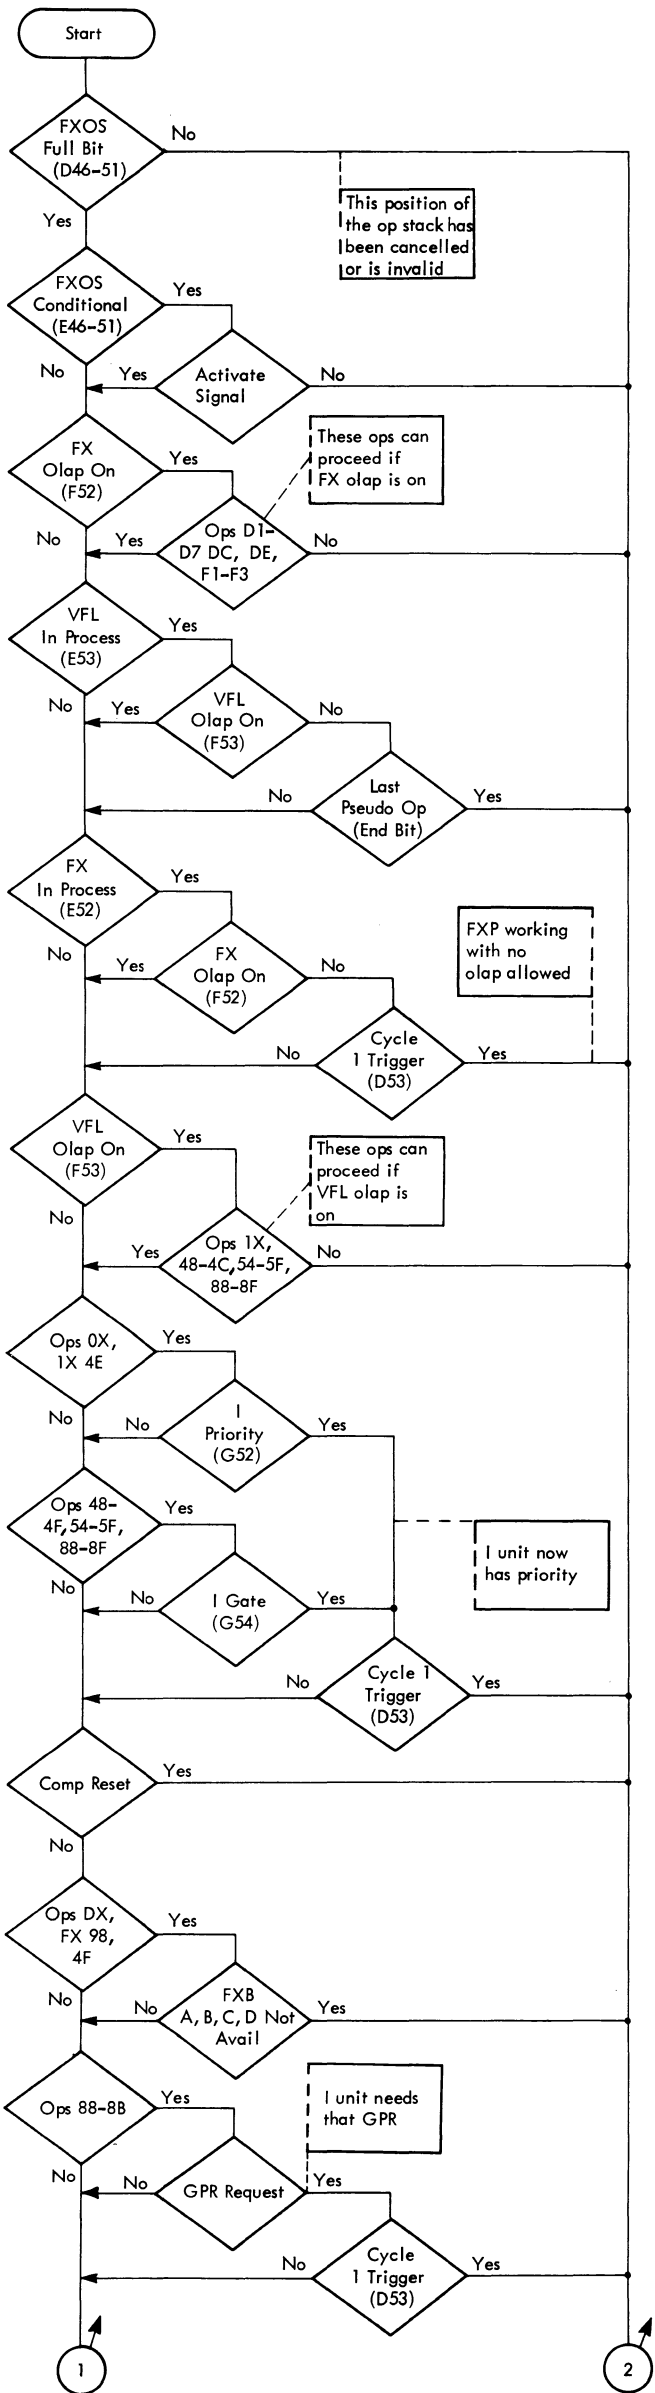 Start
FXOS
Full Bit
(D46-51)
No
Yes
This position of
the op stack has
been cancelled
or is invalid
FXOS
Conditional
(E46-51)
Yes
No
Activate
Signal
Yes
No
FX
Olap On
(F52)
Yes
No
These ops can
proceed if
FX olap is on
Ops D1-
D7 DC, DE,
F1-F3
Yes
No
VFL
In Process
(E53)
Yes
No
VFL
Olap On
(F53)
Yes
No
Last
Pseudo Op
(End Bit)
No
Yes
FX
In Process
(E52)
Yes
No
FX
Olap On
(F52)
Yes
No
FXP working
with no
olap allowed
Cycle
1 Trigger
(D53)
No
Yes
VFL
Olap On
(F53)
Yes
No
These ops can
proceed if
VFL olap is
on
Ops 1X,
48-4C,54-5F,
88-8F
Yes
No
Ops 0X,
1X 4E
Yes
No
I
Priority
(G52)
No
Yes
Ops 48-
4F,54-5F,
88-8F
Yes
No
I unit now
has priority
I Gate
(G54)
No
Yes
Cycle 1
Trigger
(D53)
No
Yes
Comp Reset
Yes
No
Ops DX,
FX 98,
4F
Yes
No
FXB
A,B,C,D Not
Avail
No
Yes
Ops 88-8B
Yes
No
I unit needs
that GPR
GPR Request
No
Yes
Cycle
1 Trigger
(D53)
No
Yes
1
2